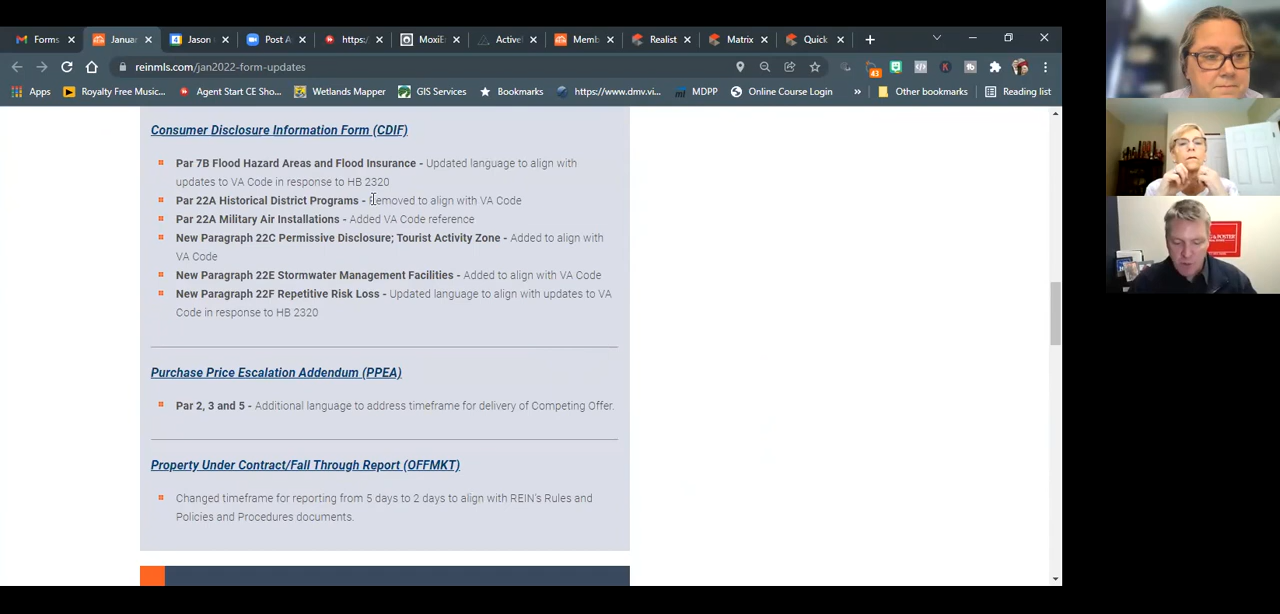 Forms
Januar
Jason
Post A
https:/
MoxiEn
ActiveI
Memb
Realist
Matrix
Quick
reinmls.com/jan2022-form-updates
43
Apps
Royalty Free Music...
Agent Start CE Sho...
Wetlands Mapper
GIS Services
Bookmarks
https://www.dmv.vi...
MDPP
Online Course Login
»
Other bookmarks
Reading list
Consumer Disclosure Information Form (CDIF)
Par 7B Flood Hazard Areas and Flood Insurance - Updated language to align with
updates to VA Code in response to HB 2320
Par 22A Historical District Programs - Removed to align with VA Code
Par 22A Military Air Installations - Added VA Code reference
New Paragraph 22C Permissive Disclosure; Tourist Activity Zone - Added to align with
VA Code
New Paragraph 22E Stormwater Management Facilities - Added to align with VA Code
New Paragraph 22F Repetitive Risk Loss - Updated language to align with updates to VA
Code in response to HB 2320
Purchase Price Escalation Addendum (PPEA)
Par 2, 3 and 5 - Additional language to address timeframe for delivery of Competing Offer.
Property Under Contract/Fall Through Report (OFFMKT)
Changed timeframe for reporting from 5 days to 2 days to align with REIN's Rules and
Policies and Procedures documents.